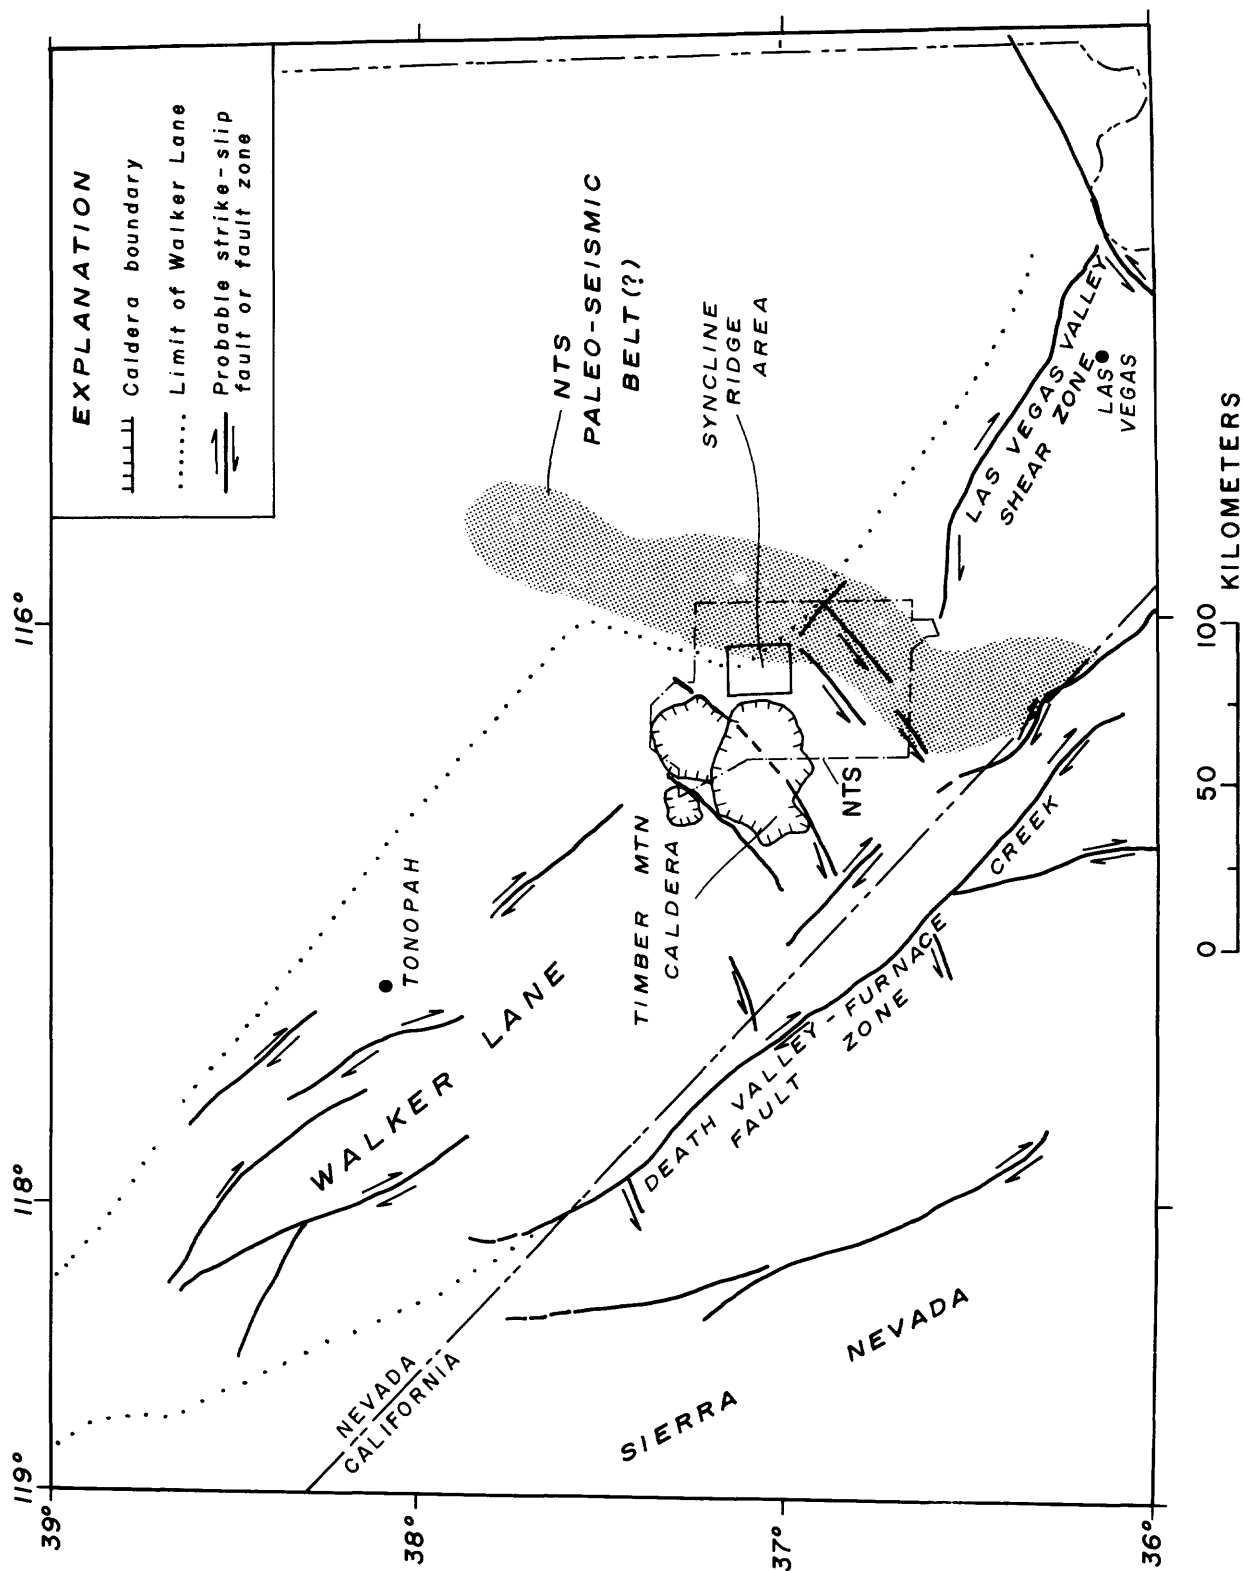 119°
118°
116°
39°
38°
37°
36°
EXPLANATION
Caldera boundary
Limit of Walker Lane
Probable strike-slip
fault or fault zone
NTS
PALEO-SEISMIC
BELT (?)
SYNCLINE
RIDGE
AREA
TONOPAH
WALKER LANE
TIMBER MTN
CALDERA
NTS
LAS VEGAS VALLEY
SHEAR ZONE
LAS
VEGAS
DEATH VALLEY - FURNACE CREEK
FAULT ZONE
NEVADA
CALIFORNIA
SIERRA NEVADA
0 50 100
KILOMETERS